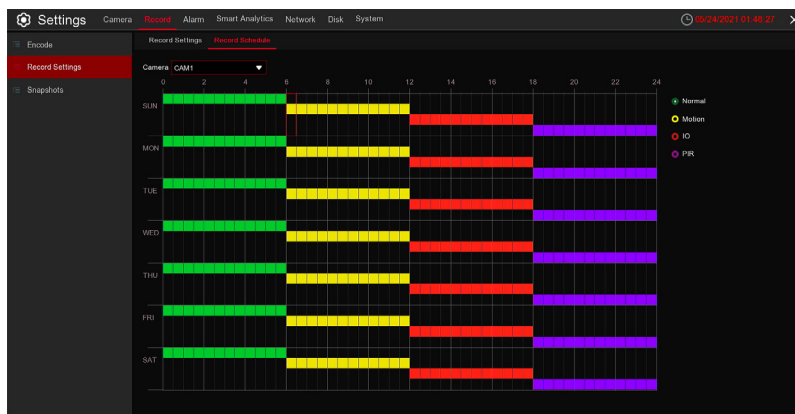 Settings Camera Record Alarm Smart Analytics Network Disk System 05/24/2021 01:48:27 X
Encode
Record Settings
Snapshots
Record Settings Record Schedule
Camera CAM1
0 2 4 6 8 10 12 14 16 18 20 22 24
SUN
MON
TUE
WED
THU
FRI
SAT
Normal
Motion
IO
PIR